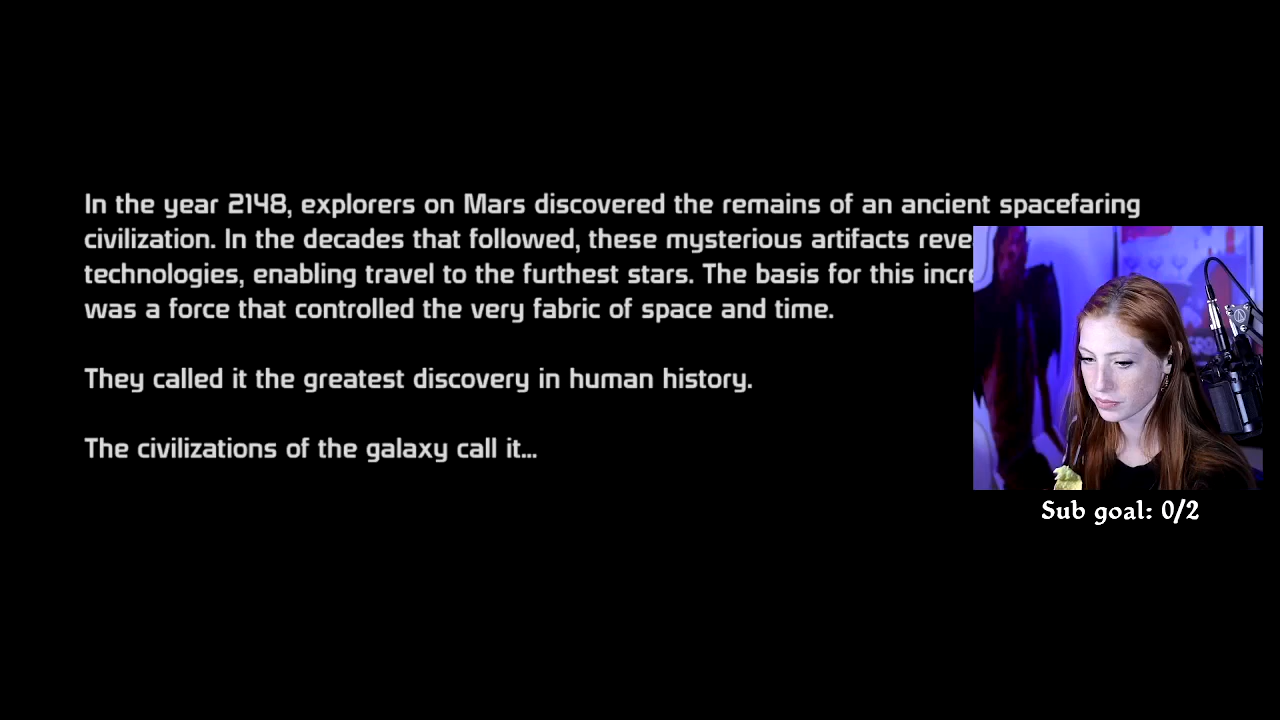 In the year 2148, explorers on Mars discovered the remains of an ancient spacefaring
civilization. In the decades that followed, these mysterious artifacts
technologies, enabling travel to the furthest stars. The basis for this
was a force that controlled the very fabric of space and time.
They called it the greatest discovery in human history.
The civilizations of the galaxy call it...
Sub goal: 0/2